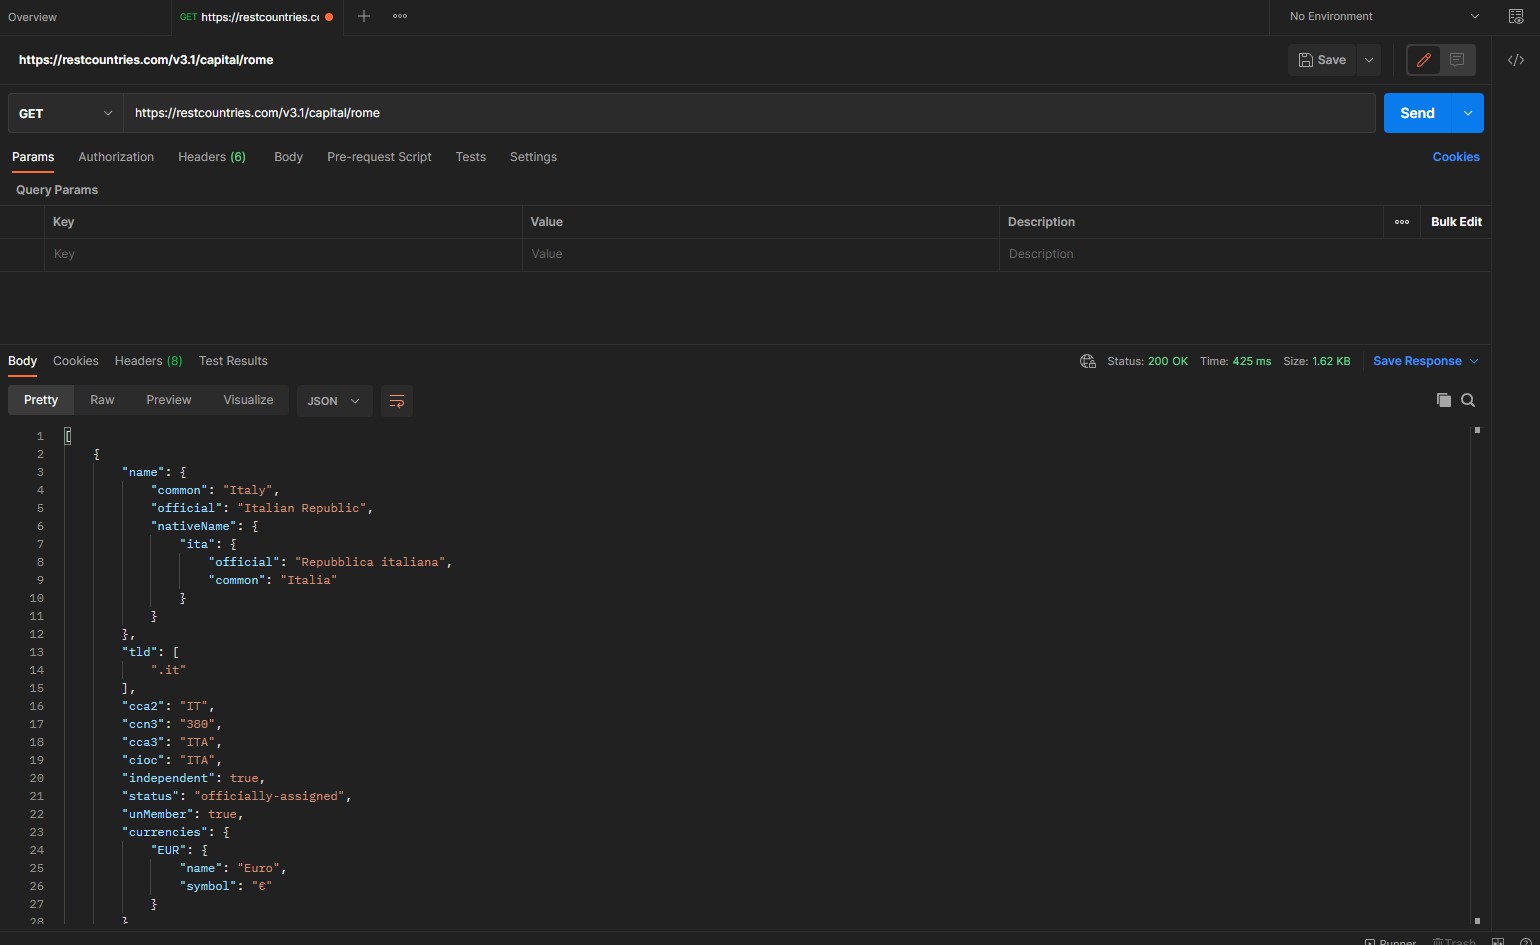 Overview
GET https://restcountries.co
No Environment
https://restcountries.com/v3.1/capital/rome
Save
GET
https://restcountries.com/v3.1/capital/rome
Send
Params Authorization Headers (6) Body Pre-request Script Tests Settings
Cookies
Query Params
Key Value Description
Bulk Edit
Key Value Description
Body Cookies Headers (8) Test Results
Status: 200 OK Time: 425 ms Size: 1.62 KB
Save Response
Pretty Raw Preview Visualize JSON
1 [
2 {
3 "name": {
4 "common": "Italy",
5 "official": "Italian Republic",
6 "nativeName": {
7 "ita": {
8 "official": "Repubblica italiana",
9 "common": "Italia"
10 }
11 }
12 },
13 "tld": [
14 ".it"
15 ],
16 "cca2": "IT",
17 "ccn3": "380",
18 "cca3": "ITA",
19 "cioc": "ITA",
20 "independent": true,
21 "status": "officially-assigned",
22 "unMember": true,
23 "currencies": {
24 "EUR": {
25 "name": "Euro",
26 "symbol": "€"
27 }
28 }
Runner Trash